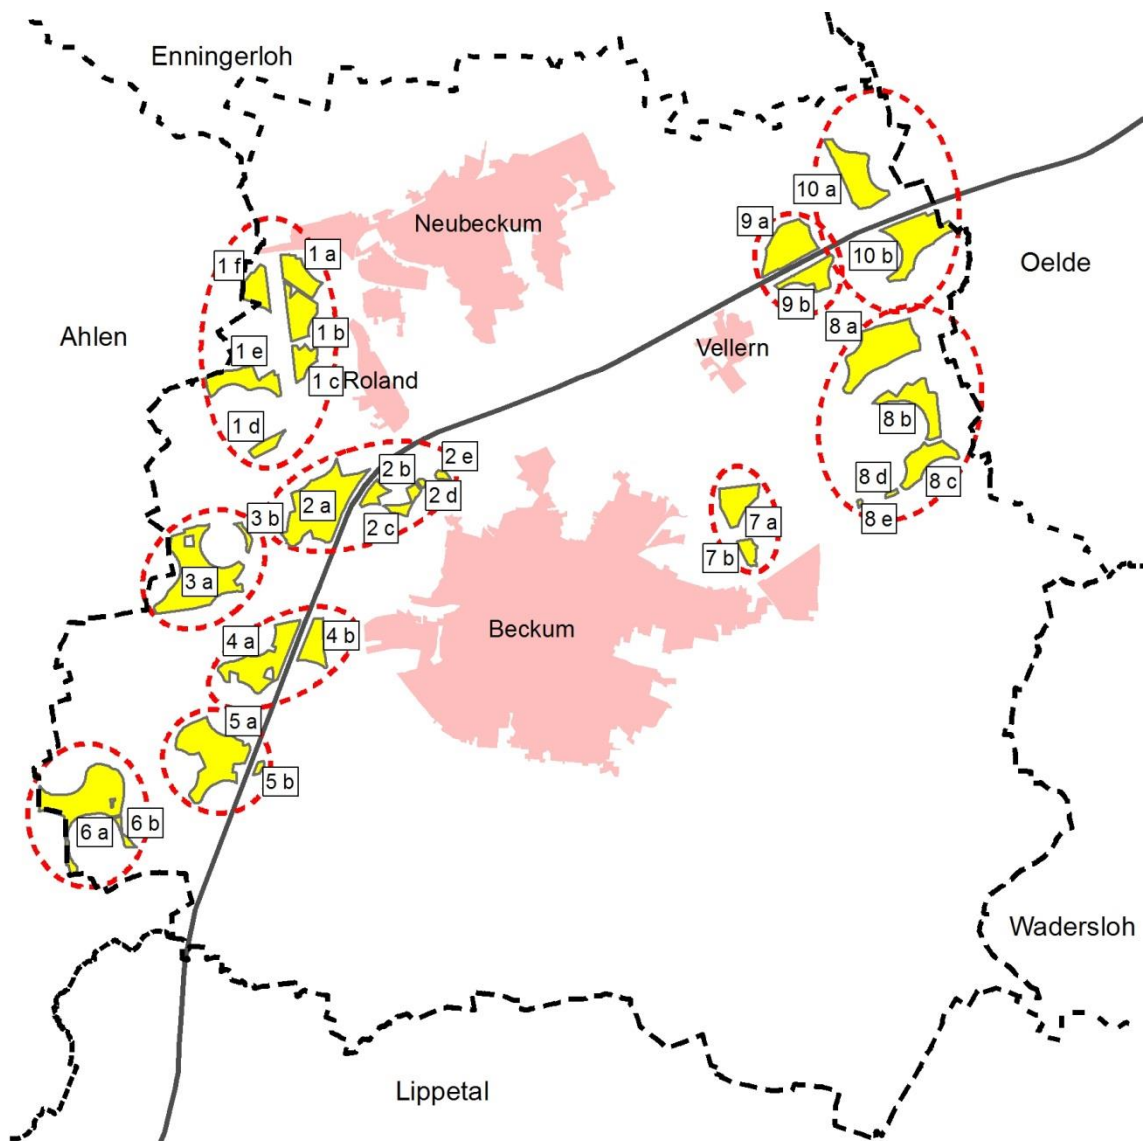 Enningerloh
10 a
Neubeckum
9 a
1 f
1 a
10 b
Oelde
9 b
1 b
8 a
Ahlen
Vellern
1 e
1 c
Roland
8 b
1 d
2 e
2 b
8 d
8 c
2 a
2 d
3 b
2 c
8 e
7 a
7 b
3 a
Beckum
4 a
4 b
5 a
5 b
6 a
6 b
Wadersloh
Lippetal